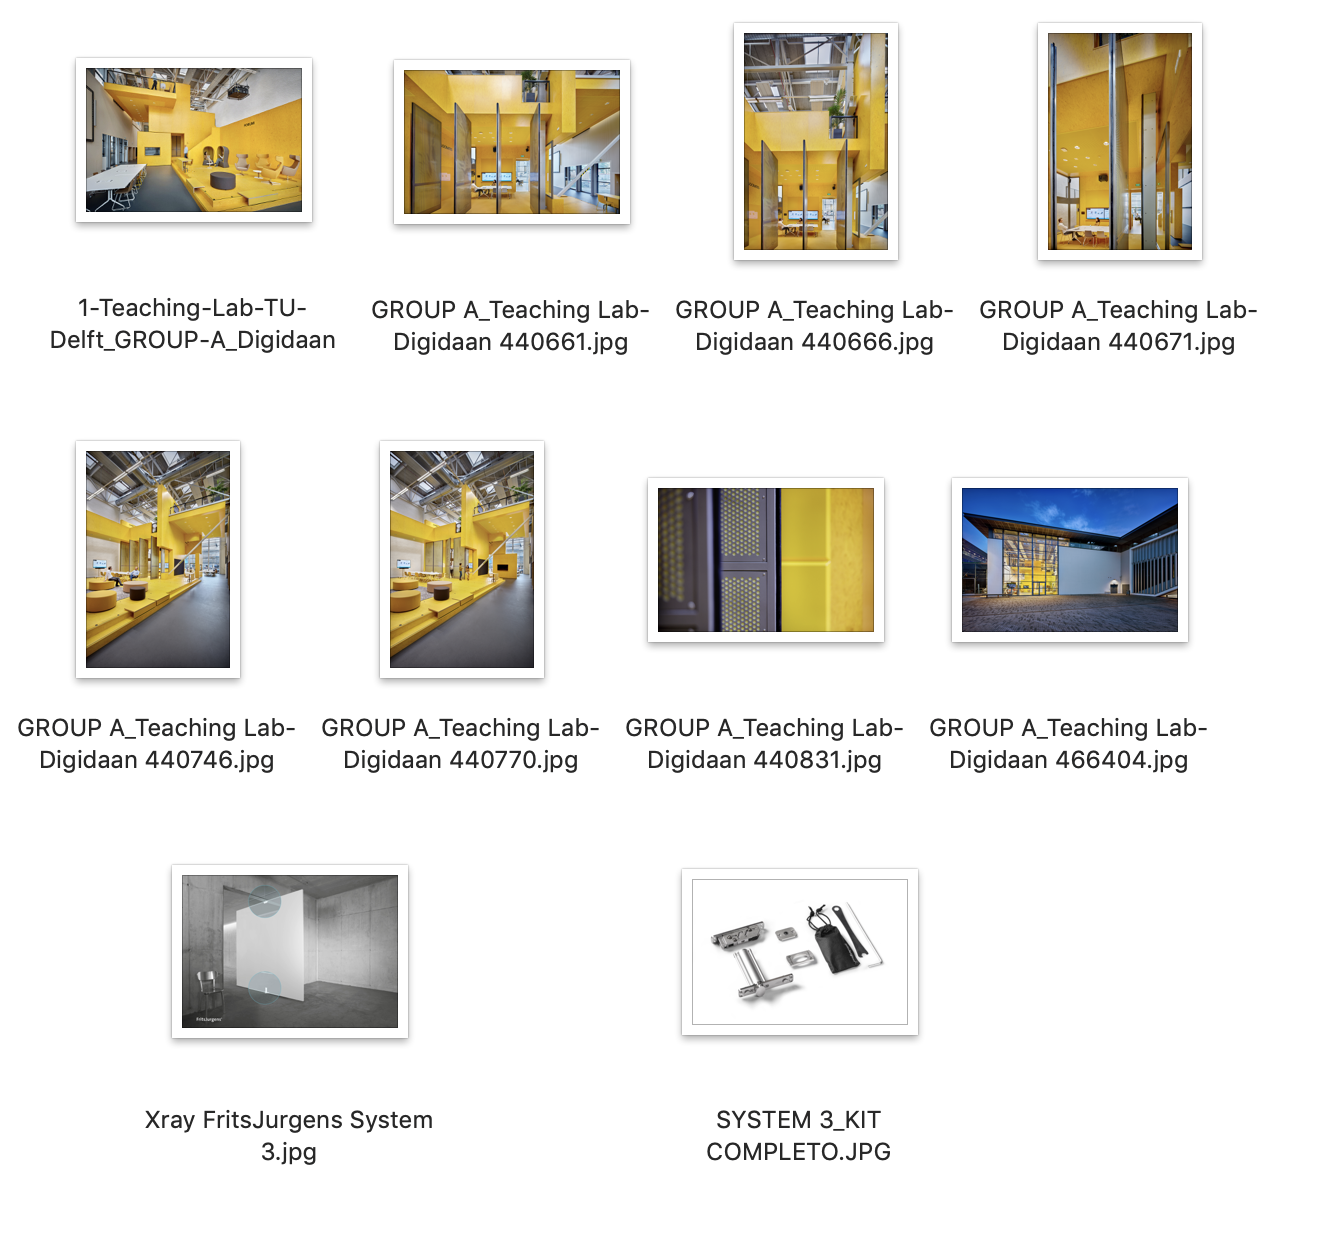 1-Teaching-Lab-TU-
Delft_GROUP-A_Digidaan
GROUP A_Teaching Lab-
Digidaan 440661.jpg
GROUP A_Teaching Lab-
Digidaan 440666.jpg
GROUP A_Teaching Lab-
Digidaan 440671.jpg
GROUP A_Teaching Lab-
Digidaan 440746.jpg
GROUP A_Teaching Lab-
Digidaan 440770.jpg
GROUP A_Teaching Lab-
Digidaan 440831.jpg
GROUP A_Teaching Lab-
Digidaan 466404.jpg
FritsJurgens
Xray FritsJurgens System
3.jpg
SYSTEM 3_KIT
COMPLETO.JPG